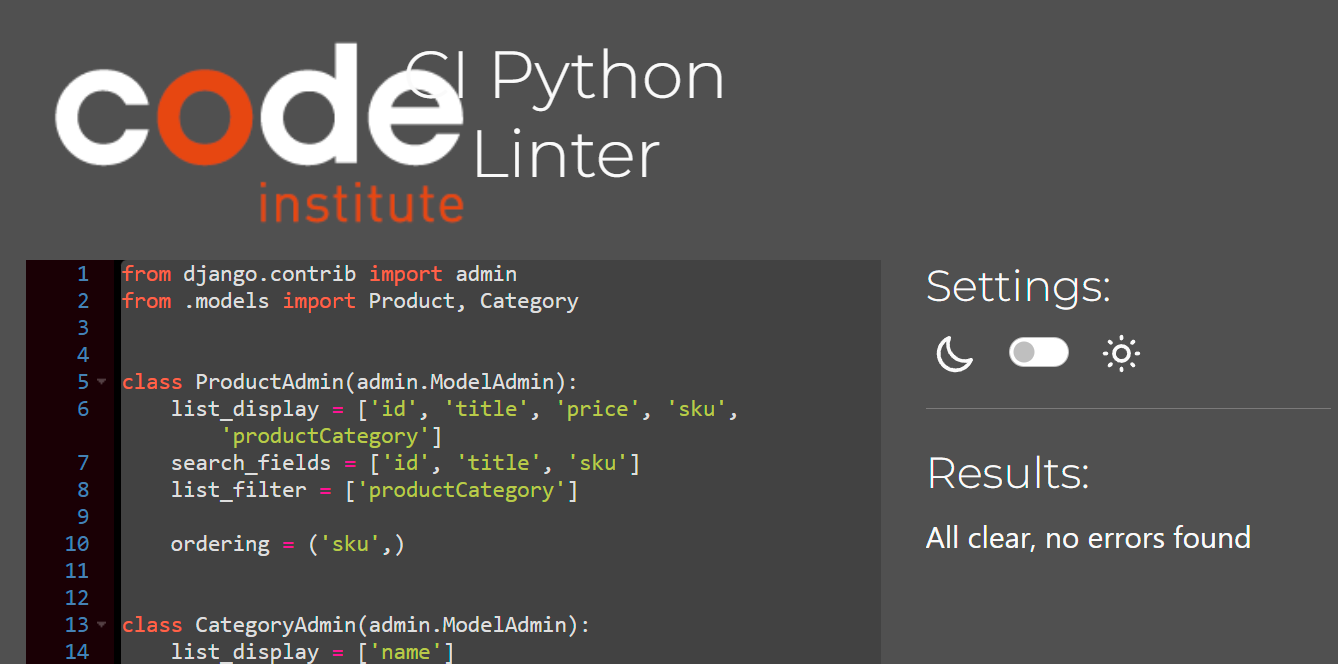 code
institute
CI Python
Linter
1 from django.contrib import admin
2 from .models import Product, Category
3
4
5 class ProductAdmin(admin.ModelAdmin):
6     list_display = ['id', 'title', 'price', 'sku',
        'productCategory']
7     search_fields = ['id', 'title', 'sku']
8     list_filter = ['productCategory']
9
10     ordering = ('sku',)
11
12
13 class CategoryAdmin(admin.ModelAdmin):
14     list_display = ['name']
Settings:
Results:
All clear, no errors found